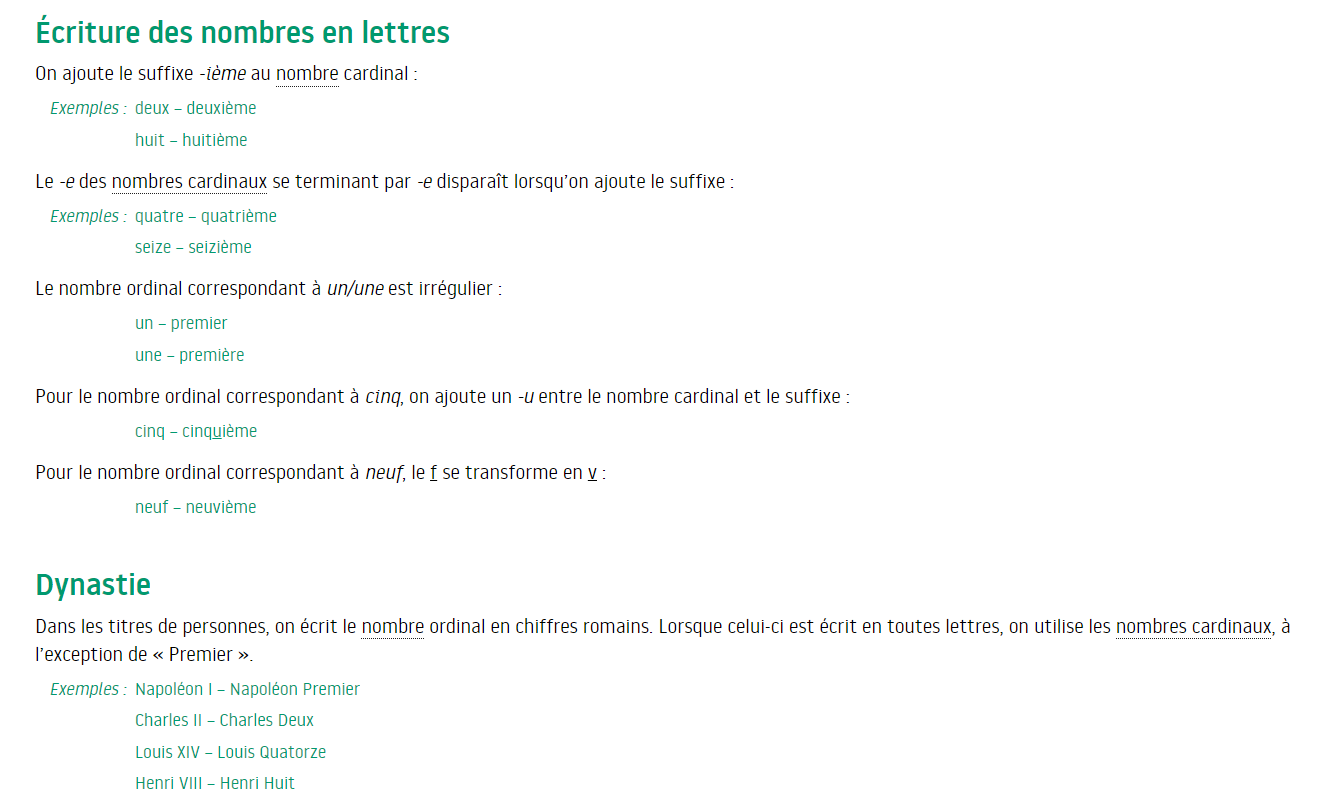 Écriture des nombres en lettres
On ajoute le suffixe -ième au nombre cardinal :
Exemples : deux – deuxième
huit – huitième
Le -e des nombres cardinaux se terminant par -e disparaît lorsqu’on ajoute le suffixe :
Exemples : quatre – quatrième
seize – seizième
Le nombre ordinal correspondant à un/une est irrégulier :
un – premier
une – première
Pour le nombre ordinal correspondant à cinq, on ajoute un -u entre le nombre cardinal et le suffixe :
cinq – cinquième
Pour le nombre ordinal correspondant à neuf, le f se transforme en v :
neuf – neuvième
Dynastie
Dans les titres de personnes, on écrit le nombre ordinal en chiffres romains. Lorsque celui-ci est écrit en toutes lettres, on utilise les nombres cardinaux, à
l’exception de « Premier ».
Exemples : Napoléon I – Napoléon Premier
Charles II – Charles Deux
Louis XIV – Louis Quatorze
Henri VIII – Henri Huit